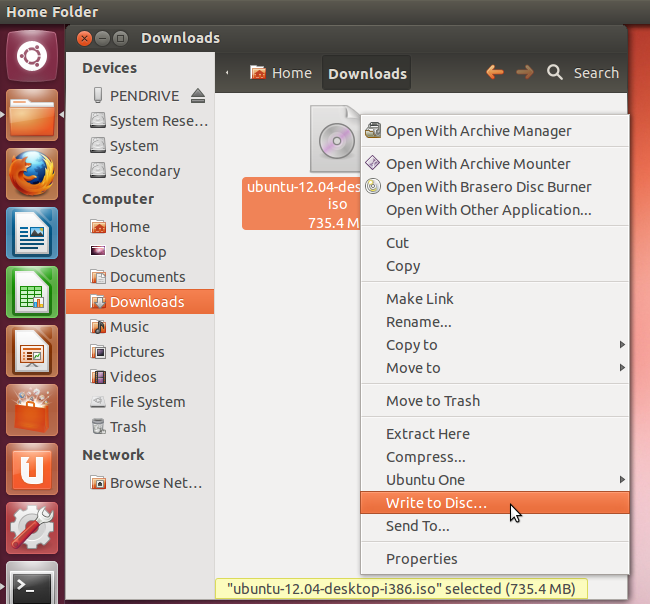 Home Folder
Downloads
Devices
PENDRIVE
System Rese...
System
Secondary
Computer
Home
Desktop
Documents
Downloads
Music
Pictures
Videos
File System
Trash
Network
Browse Net...
Home
Downloads
Search
ubuntu-12.04-des
iso
735.4 M
Open With Archive Manager
Open With Archive Mounter
Open With Brasero Disc Burner
Open With Other Application...
Cut
Copy
Make Link
Rename...
Copy to
Move to
Move to Trash
Extract Here
Compress...
Ubuntu One
Write to Disc...
Send To...
Properties
"ubuntu-12.04-desktop-i386.iso" selected (735.4 MB)